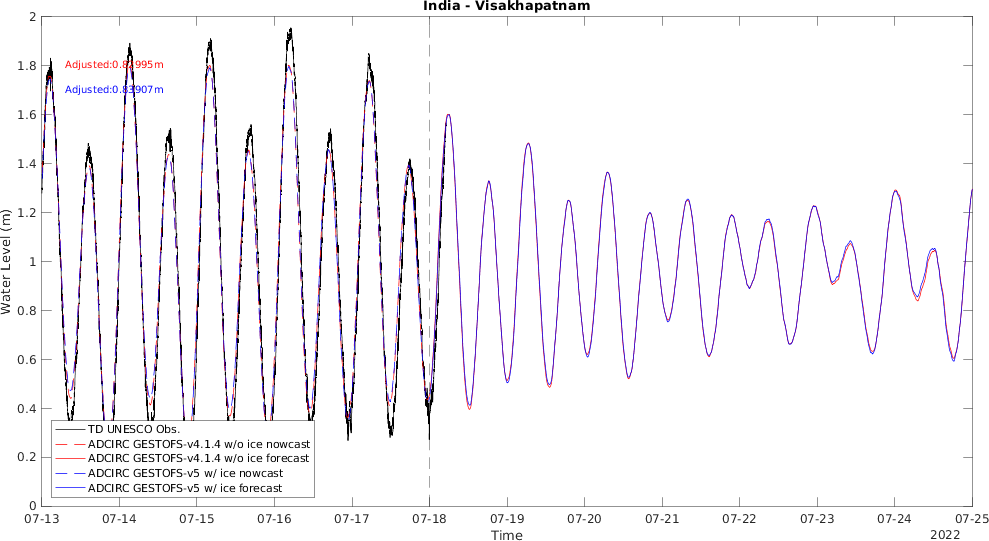 India - Visakhapatnam
Adjusted:0.82995m
Adjusted:0.83907m
Water Level (m)
2
1.8
1.6
1.4
1.2
1
0.8
0.6
0.4
0.2
0
TD UNESCO Obs.
ADCIRC GESTOFS-v4.1.4 w/o ice nowcast
ADCIRC GESTOFS-v4.1.4 w/o ice forecast
ADCIRC GESTOFS-v5 w/ ice nowcast
ADCIRC GESTOFS-v5 w/ ice forecast
07-13 07-14 07-15 07-16 07-17 07-18 07-19 07-20 07-21 07-22 07-23 07-24 07-25
Time
2022